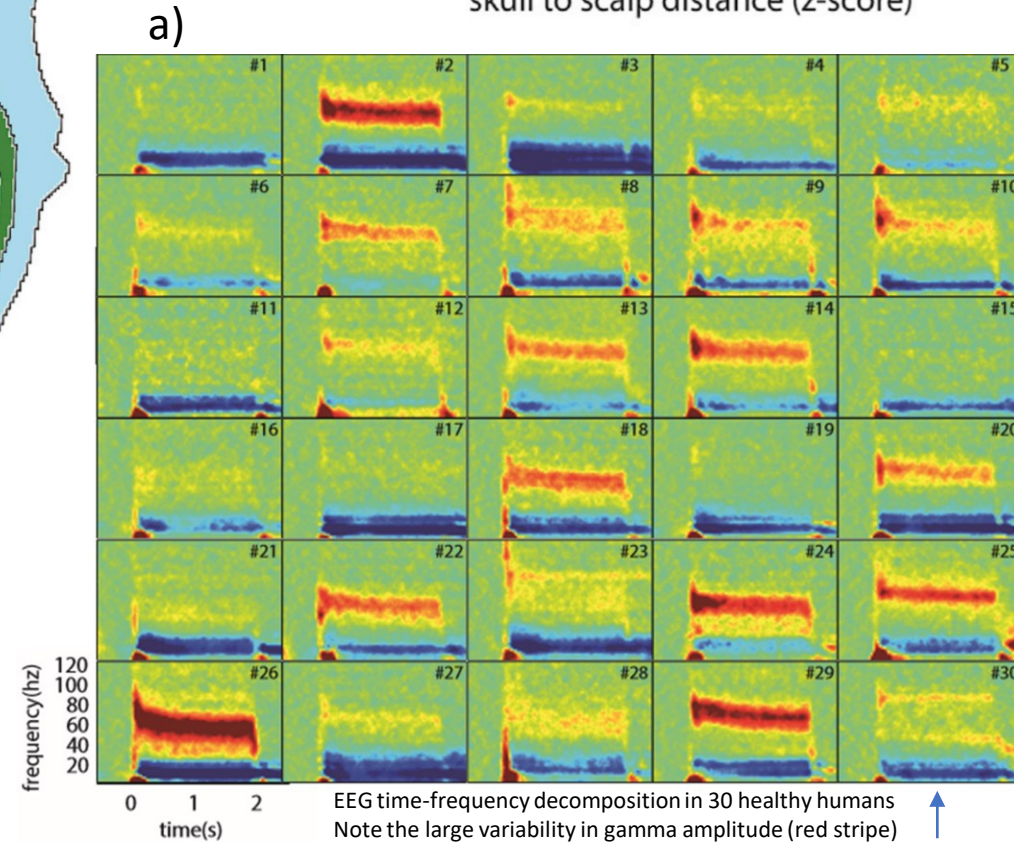 skull to scalp distance (z-score)
a)
#1 #2 #3 #4 #5
#6 #7 #8 #9 #10
#11 #12 #13 #14 #15
#16 #17 #18 #19 #20
#21 #22 #23 #24 #25
#26 #27 #28 #29 #30
frequency(hz)
120
100
80
60
40
20
0 1 2
time(s)
EEG time-frequency decomposition in 30 healthy humans
Note the large variability in gamma amplitude (red stripe)